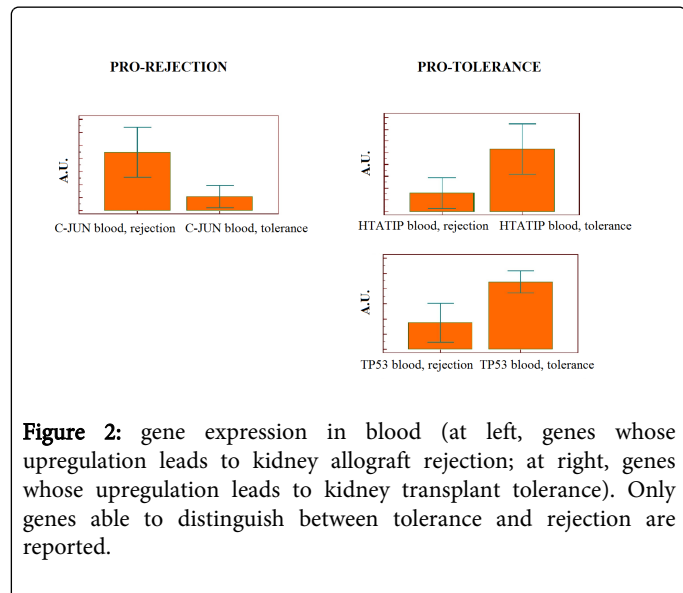 PRO-REJECTION
PRO-TOLERANCE
A.U.
C-JUN blood, rejection
C-JUN blood, tolerance
A.U.
HTATIP blood, rejection
HTATIP blood, tolerance
A.U.
TP53 blood, rejection
TP53 blood, tolerance
Figure 2: gene expression in blood (at left, genes whose
upregulation leads to kidney allograft rejection; at right, genes
whose upregulation leads to kidney transplant tolerance). Only
genes able to distinguish between tolerance and rejection are
reported.